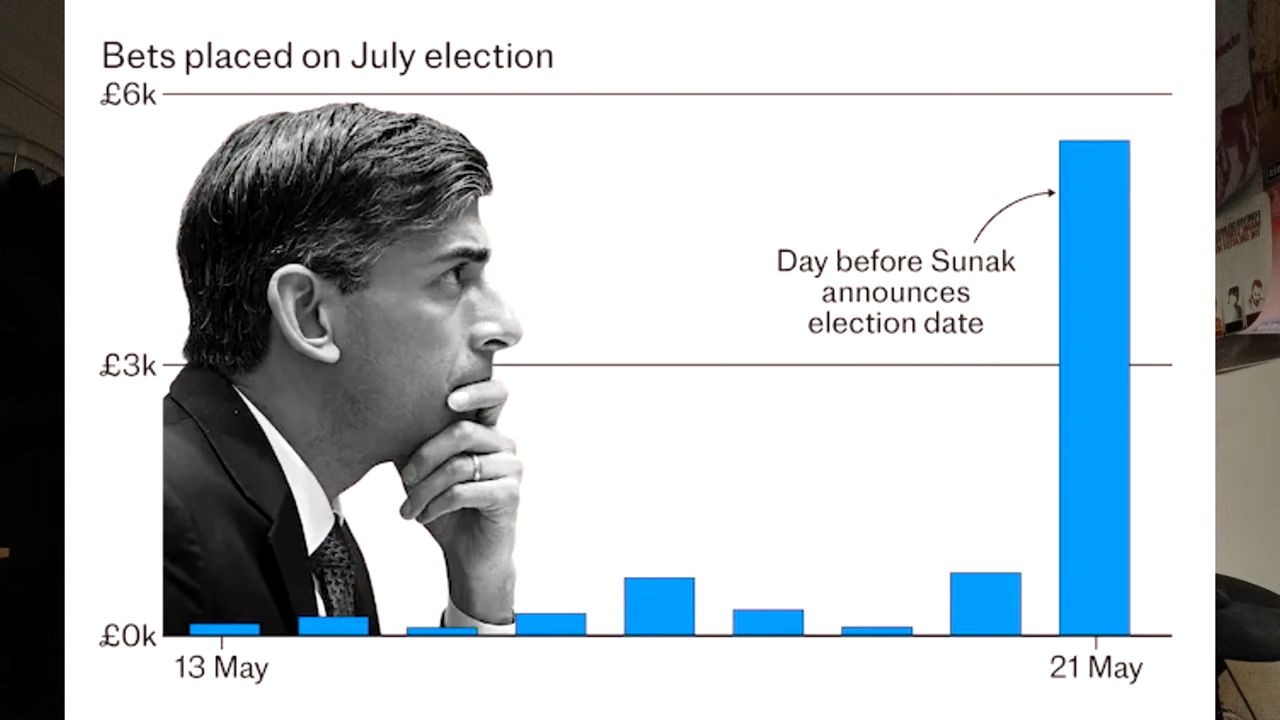 Bets placed on July election
£6k
Day before Sunak
announces
election date
£3k
£0k
13 May
21 May